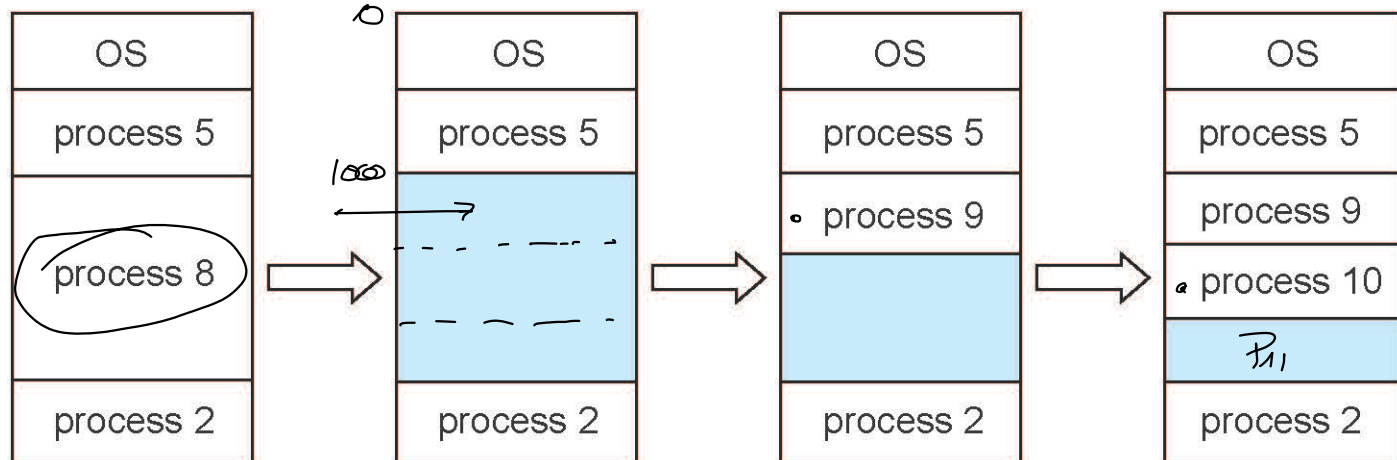 0
OS
process 5
process 8
process 2
OS
process 5
1000
process 2
OS
process 5
process 9
process 2
OS
process 5
process 9
process 10
P11
process 2